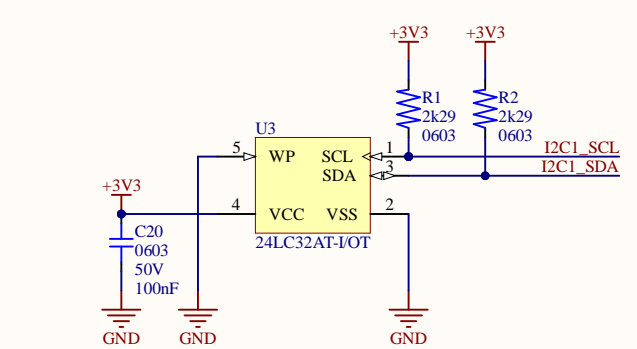 +3V3
+3V3
R1
2k29
0603
R2
2k29
0603
U3
5
WP
SCL
1
I2C1_SCL
SDA
3
I2C1_SDA
+3V3
4
VCC
VSS
2
C20
0603
50V
100nF
24LC32AT-I/OT
GND
GND
GND